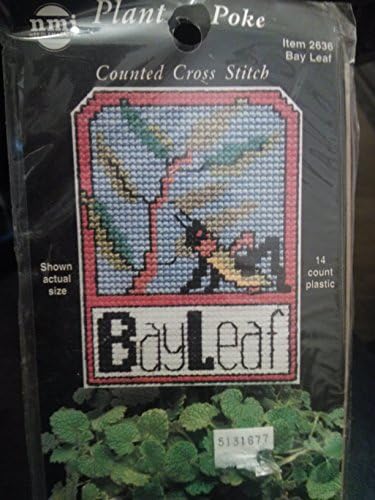 nmi
Plant Poke
Item 2636
Bay Leaf
Counted Cross Stitch
Shown
actual
size
14
count
plastic
BayLeaf
5131677